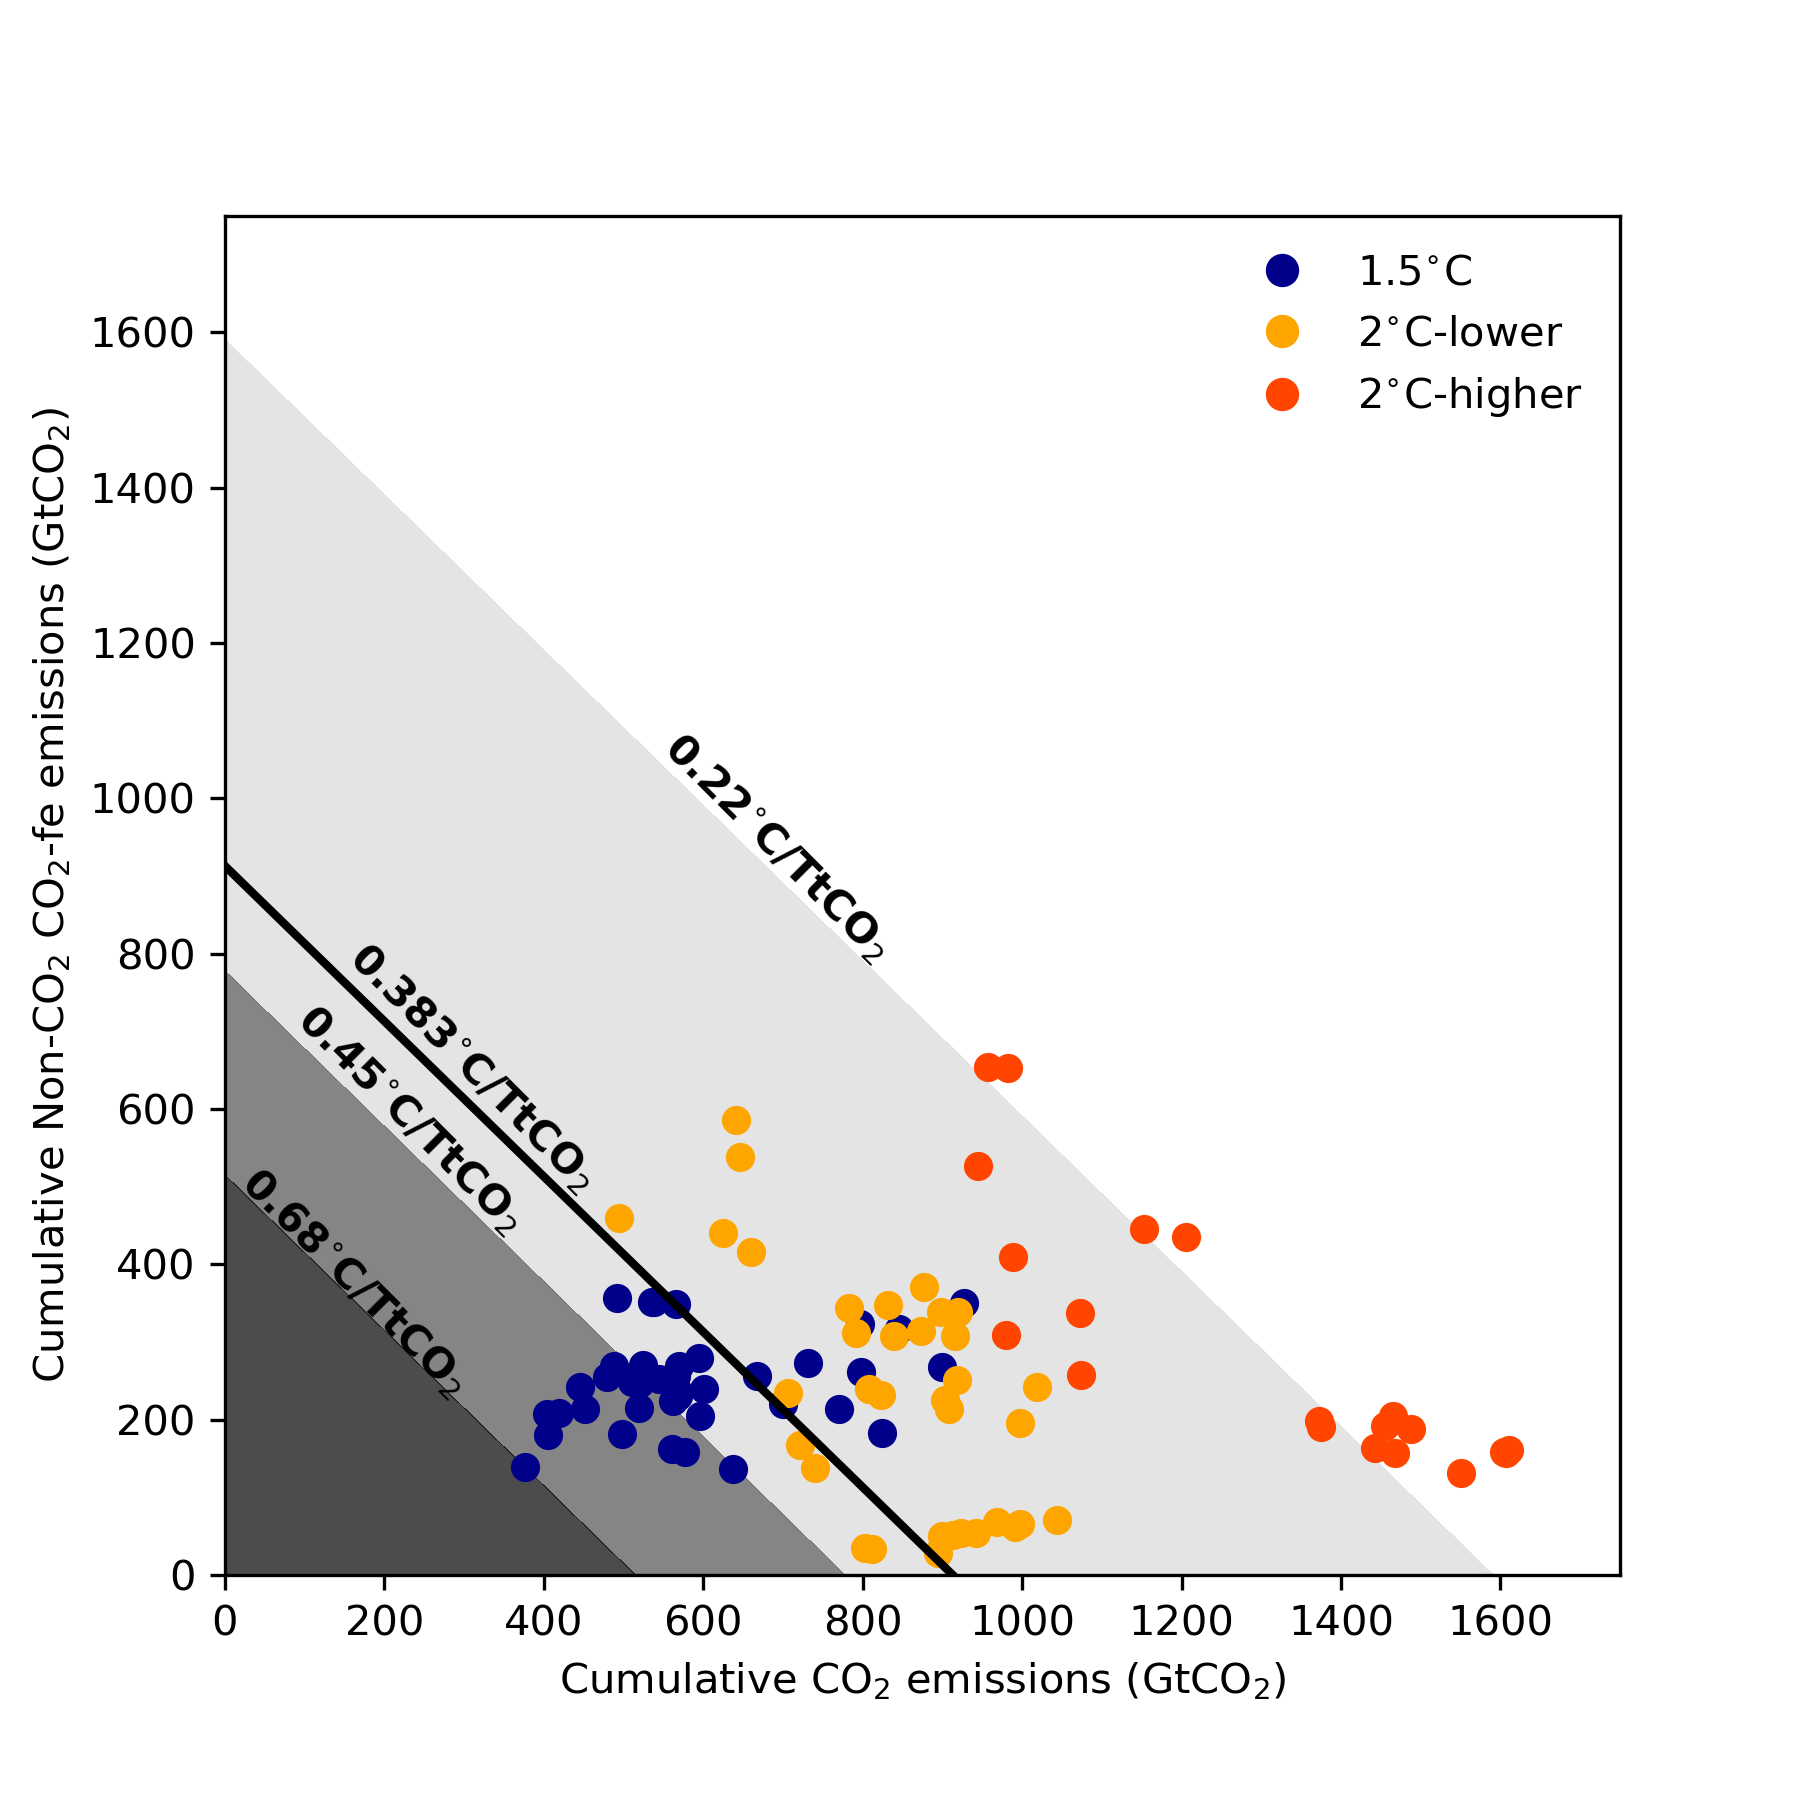 1.5°C
2°C-lower
2°C-higher
Cumulative Non-CO₂ CO₂-fe emissions (GtCO₂)
1600
1400
1200
1000
800
600
400
200
0
0.22°C/TtCO₂
0.383°C/TtCO₂
0.45°C/TtCO₂
0.68°C/TtCO₂
0 200 400 600 800 1000 1200 1400 1600
Cumulative CO₂ emissions (GtCO₂)